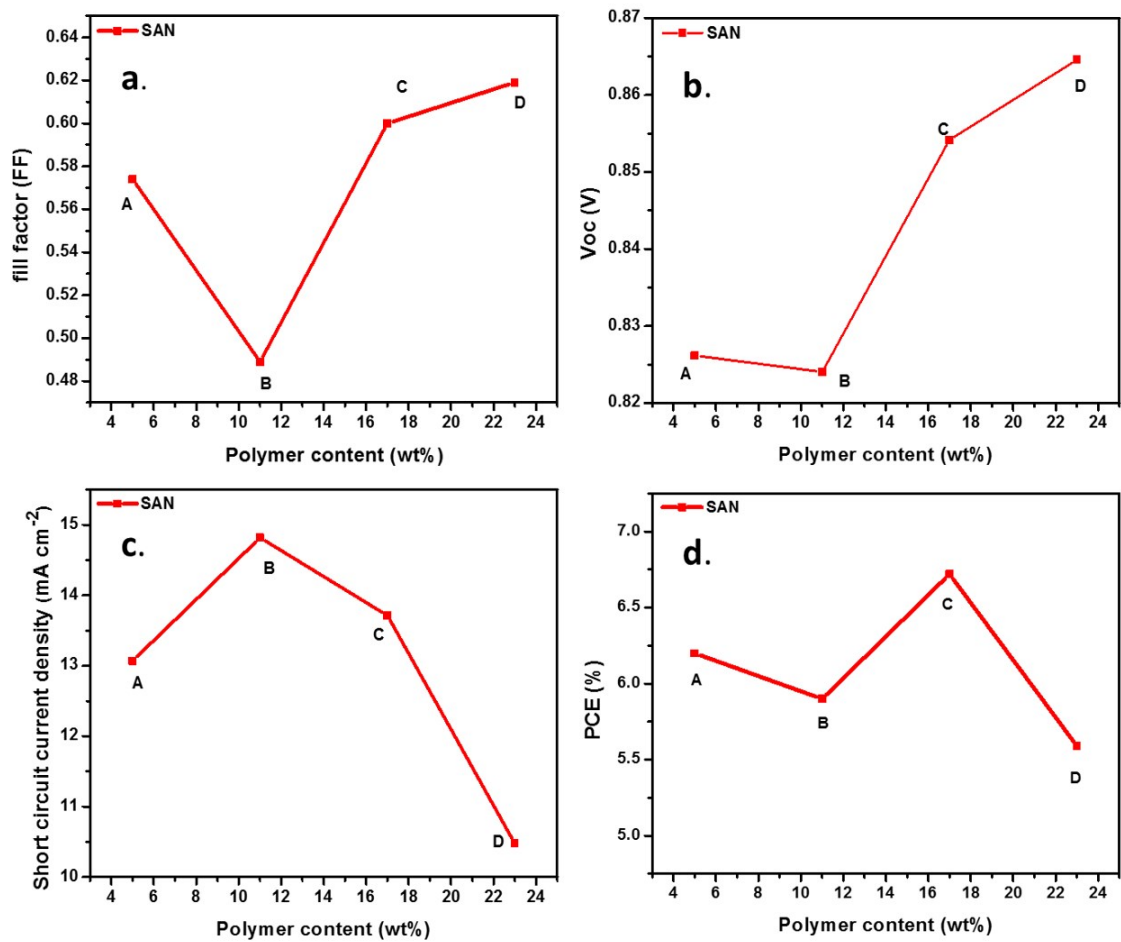 SAN
a.
0.64
0.62
0.60
0.58
0.56
0.54
0.52
0.50
0.48
fill factor (FF)
A
B
C
D
4 6 8 10 12 14 16 18 20 22 24
Polymer content (wt%)
SAN
b.
0.87
0.86
0.85
0.84
0.83
0.82
Voc (V)
A
B
C
D
4 6 8 10 12 14 16 18 20 22 24
Polymer content (wt%)
SAN
c.
15
14
13
12
11
10
Short circuit current density (mA cm⁻²)
A
B
C
D
4 6 8 10 12 14 16 18 20 22 24
Polymer content (wt%)
SAN
d.
7.0
6.5
6.0
5.5
5.0
PCE (%)
A
B
C
D
4 6 8 10 12 14 16 18 20 22 24
Polymer content (wt%)